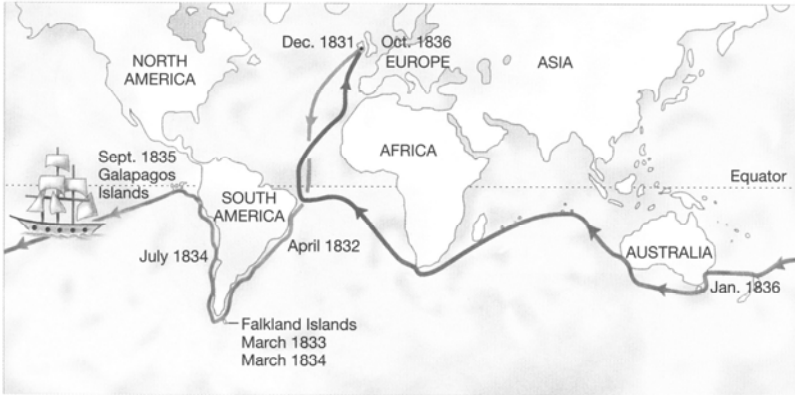 Dec. 1831
Oct. 1836
NORTH
AMERICA
EUROPE
ASIA
Sept. 1835
Galapagos
Islands
AFRICA
Equator
SOUTH
AMERICA
July 1834
April 1832
AUSTRALIA
Jan. 1836
Falkland Islands
March 1833
March 1834